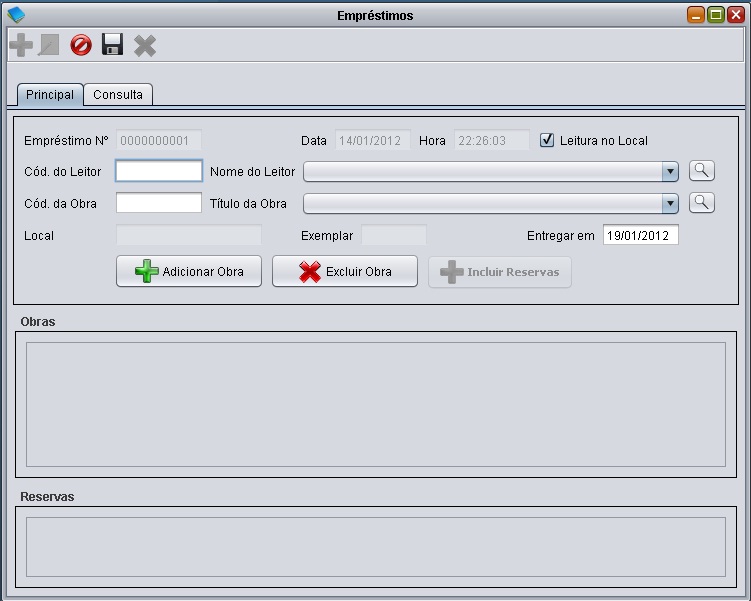 Empréstimos
Principal Consulta
Empréstimo Nº 0000000001 Data 14/01/2012 Hora 22:26:03 Leitura no Local
Cód. do Leitor Nome do Leitor
Cód. da Obra Título da Obra
Local Exemplar Entregar em 19/01/2012
Adicionar Obra Excluir Obra Incluir Reservas
Obras
Reservas